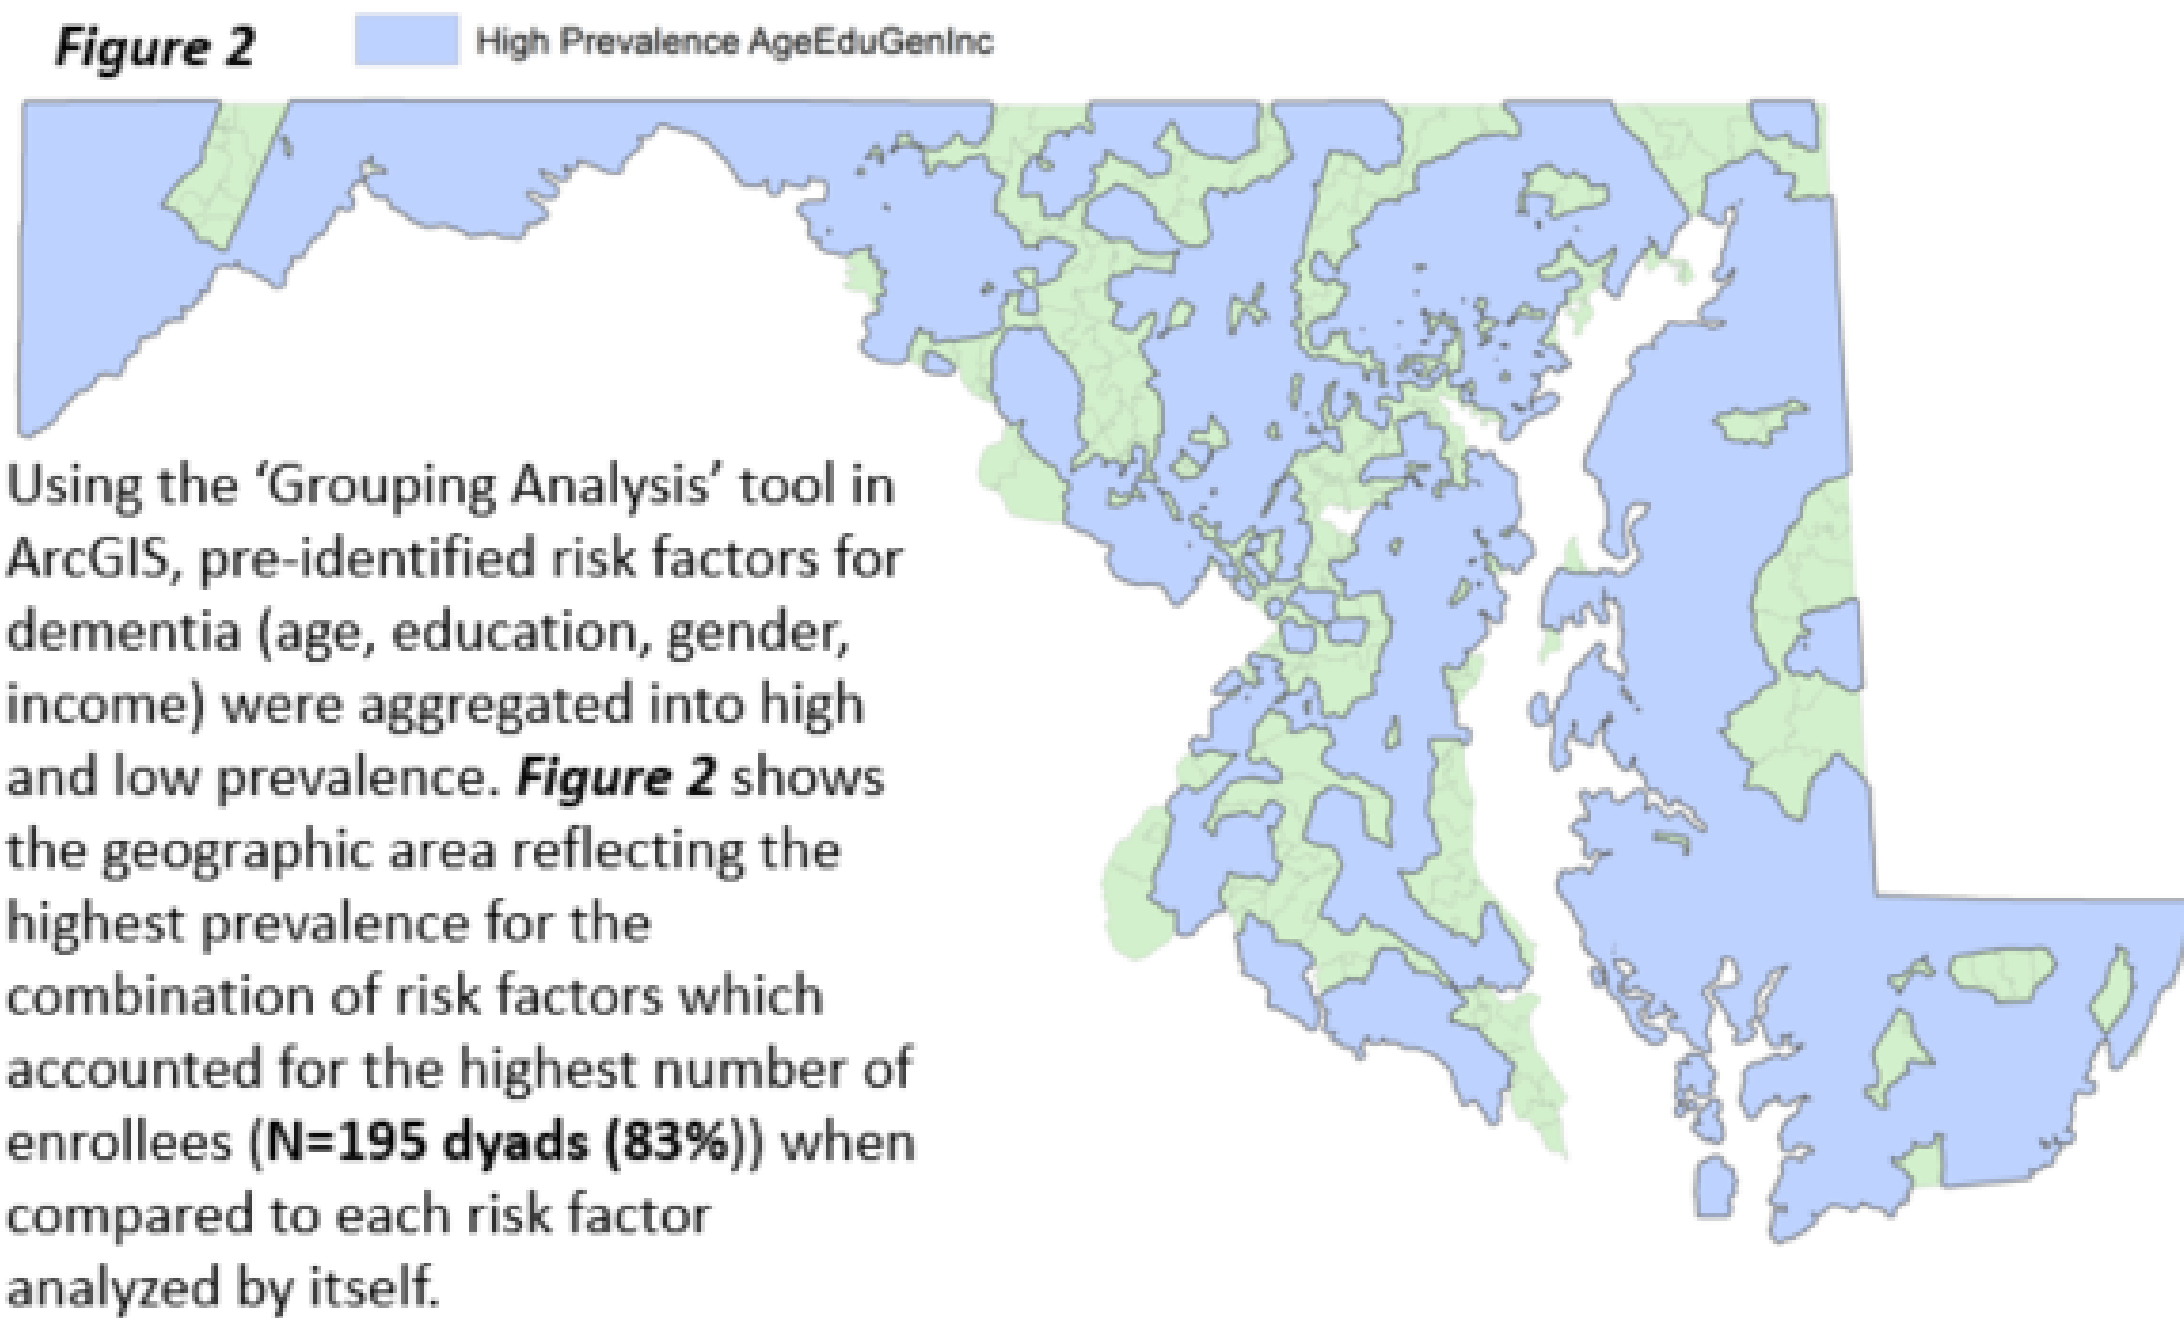 Figure 2
High Prevalence AgeEduGenInc
Using the ‘Grouping Analysis’ tool in
ArcGIS, pre-identified risk factors for
dementia (age, education, gender,
income) were aggregated into high
and low prevalence. Figure 2 shows
the geographic area reflecting the
highest prevalence for the
combination of risk factors which
accounted for the highest number of
enrollees (N=195 dyads (83%)) when
compared to each risk factor
analyzed by itself.